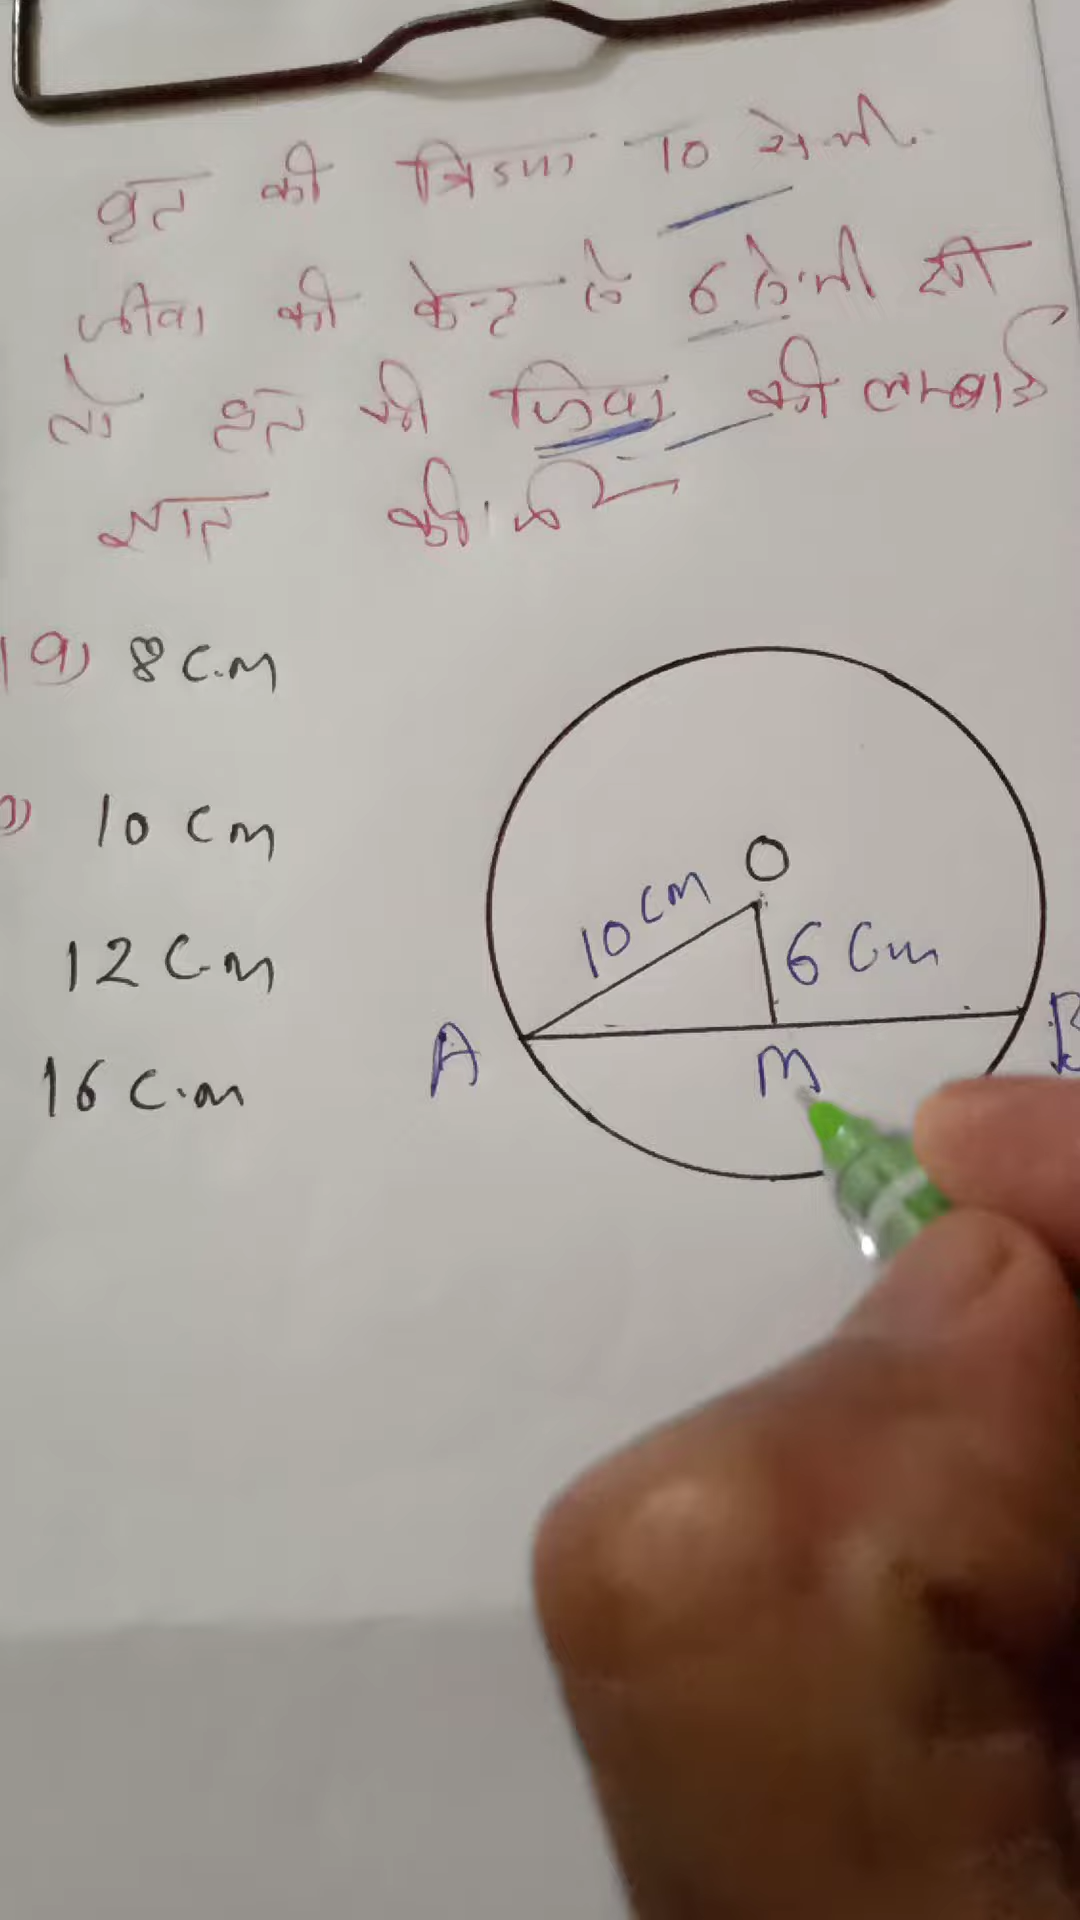 वृत की त्रिज्या 10 से.मी.
जीवा की केन्द्र से 6 से.मी
तो वृत की जिवा की लम्बाई
ज्ञात की
a) 8 C.M
10 Cm
12 C.m
16 C.m
O
10 cm
6 Cm
A M B